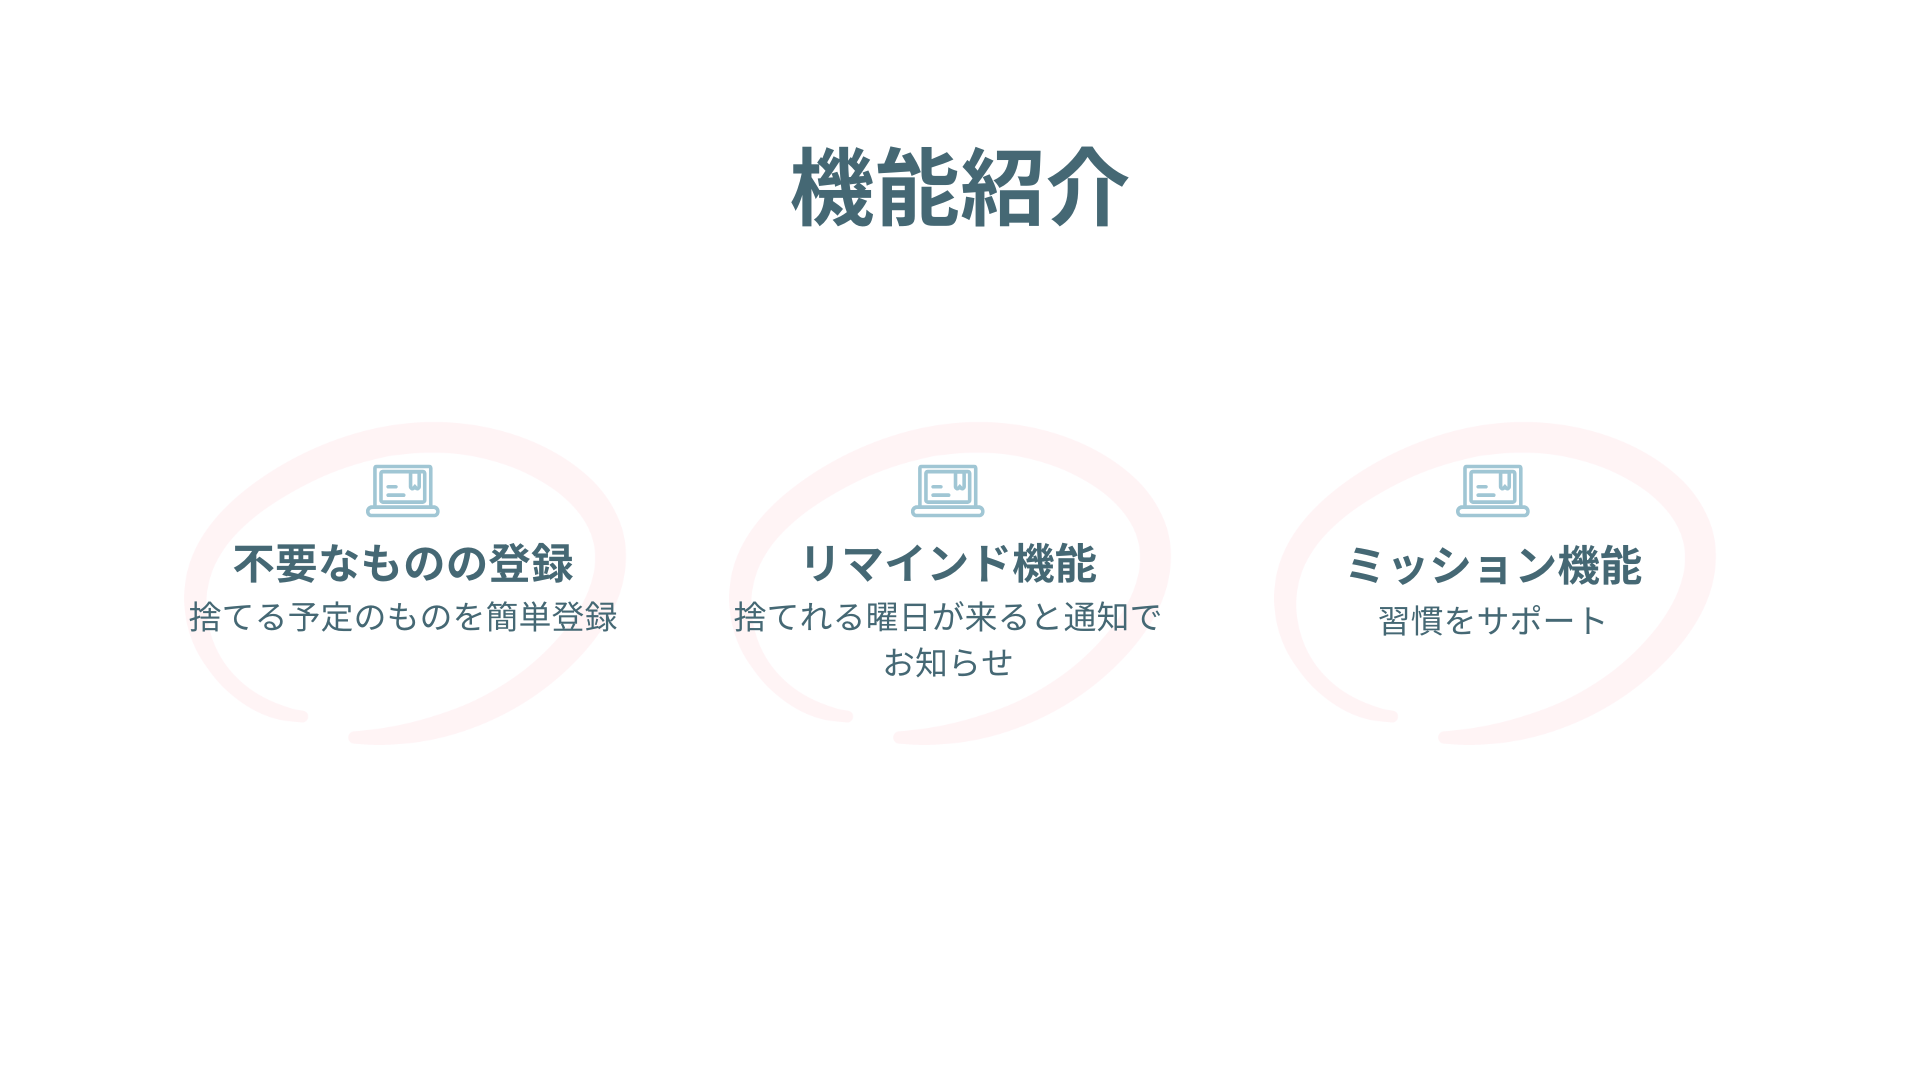 機能紹介
不要なものの登録
捨てる予定のものを簡単登録
リマインド機能
捨てれる曜日が来ると通知で
お知らせ
ミッション機能
習慣をサポート